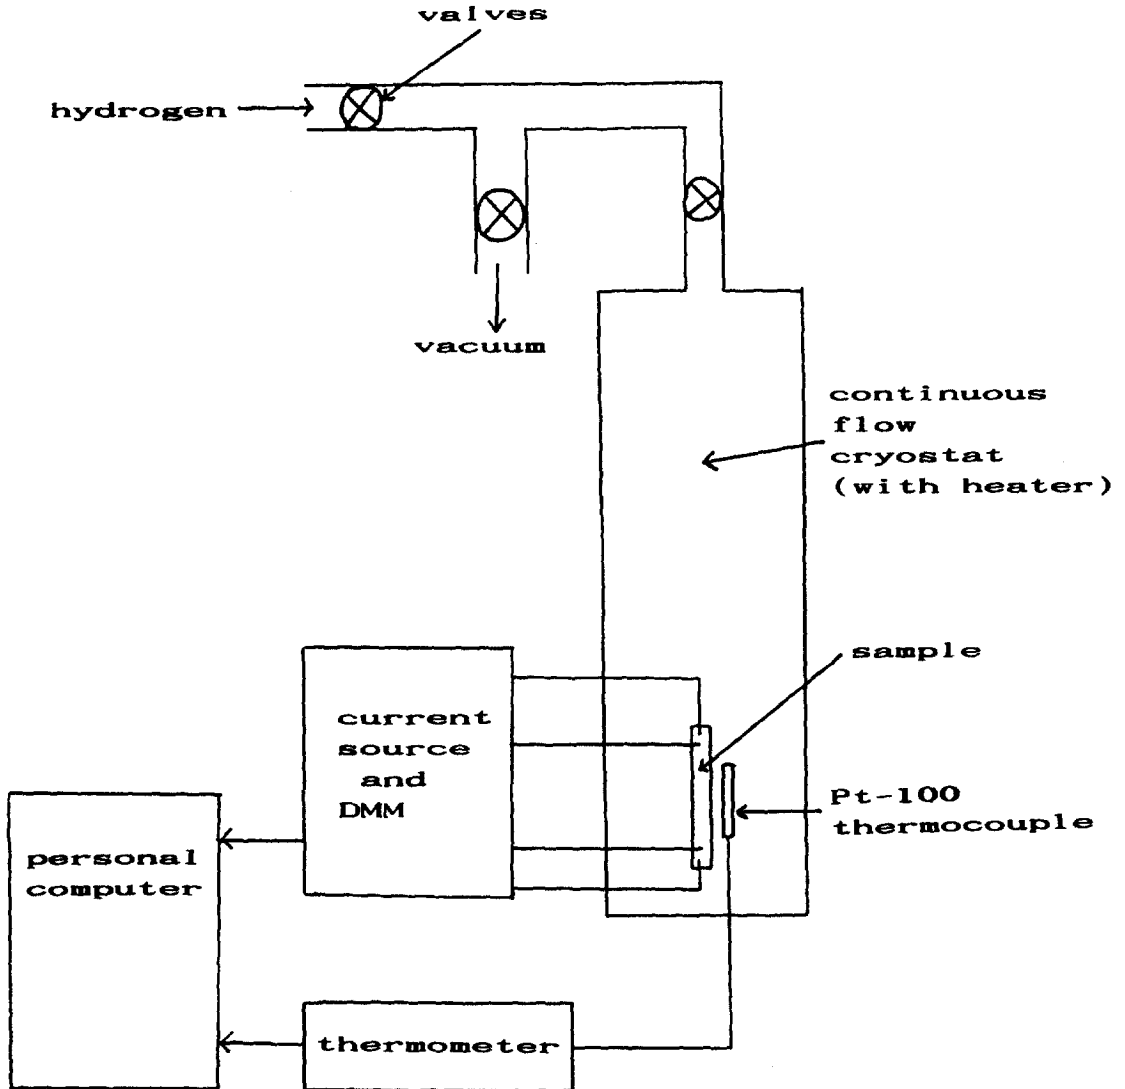 valves
hydrogen
vacuum
continuous
flow
cryostat
(with heater)
sample
current
source
and
DMM
Pt-100
thermocouple
personal
computer
thermometer